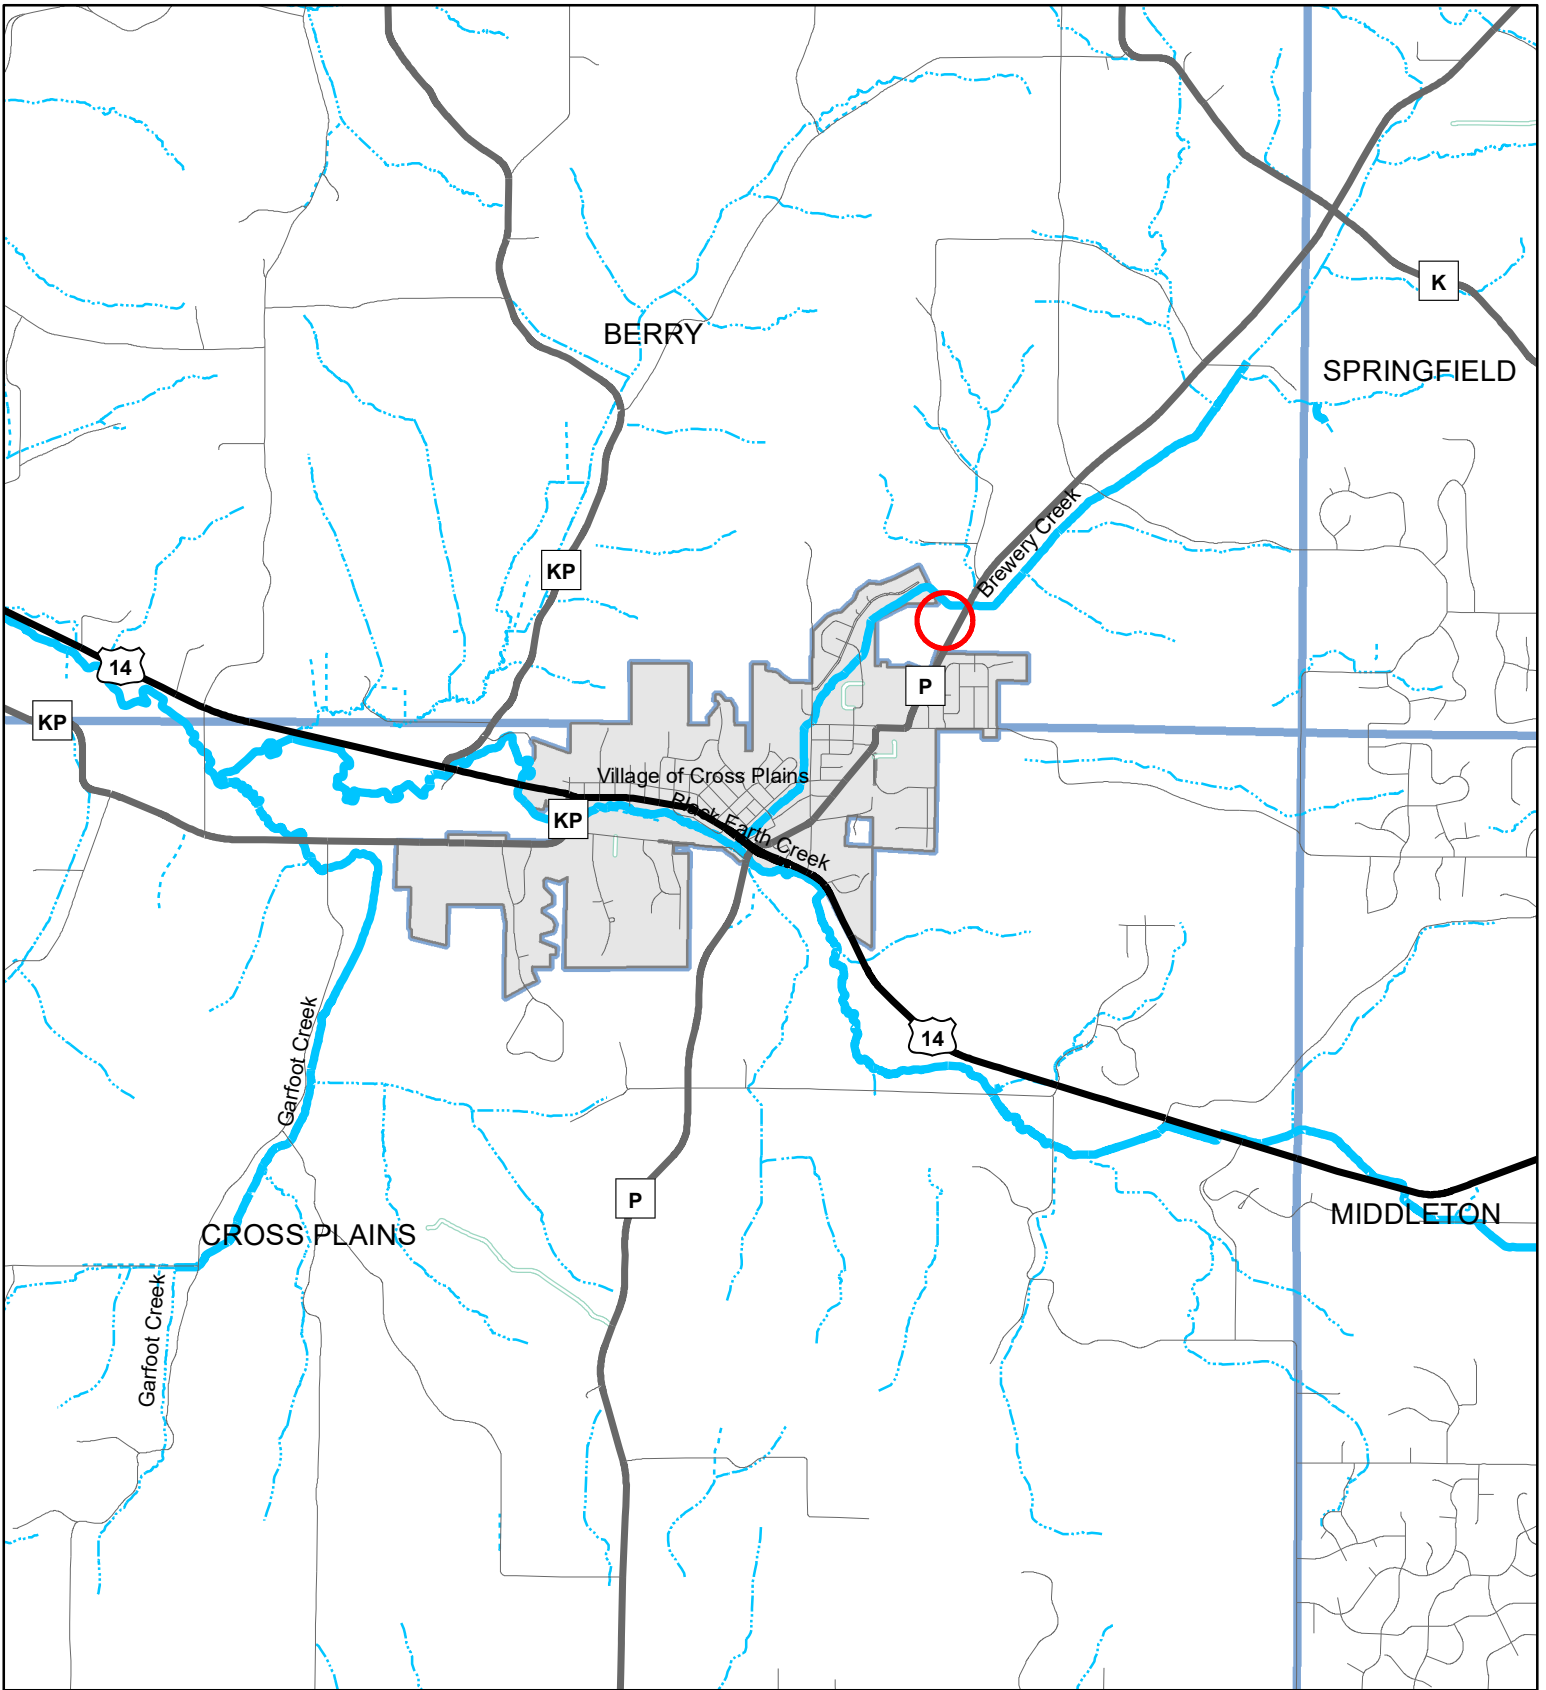 K
BERRY
SPRINGFIELD
Brewery Creek
KP
14
P
KP
Village of Cross Plains
Black Earth Creek
KP
Garfoot Creek
14
P
MIDDLETON
CROSS PLAINS
Garfoot Creek